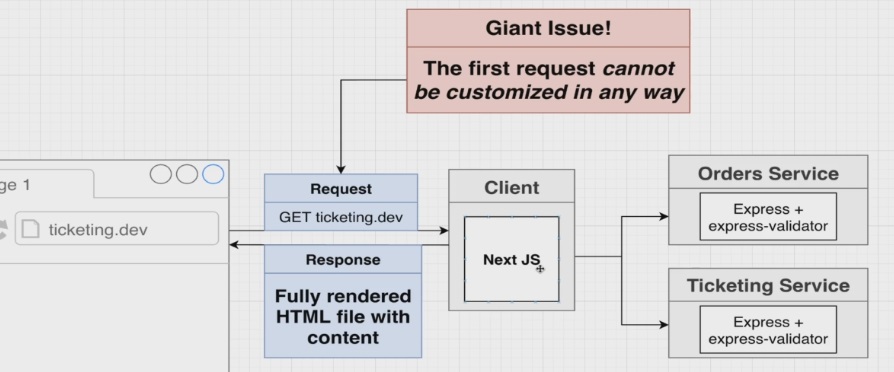 Giant Issue!
The first request cannot
be customized in any way
ge 1
ticketing.dev
Request
GET ticketing.dev
Response
Fully rendered
HTML file with
content
Client
Next JS
Orders Service
Express +
express-validator
Ticketing Service
Express +
express-validator